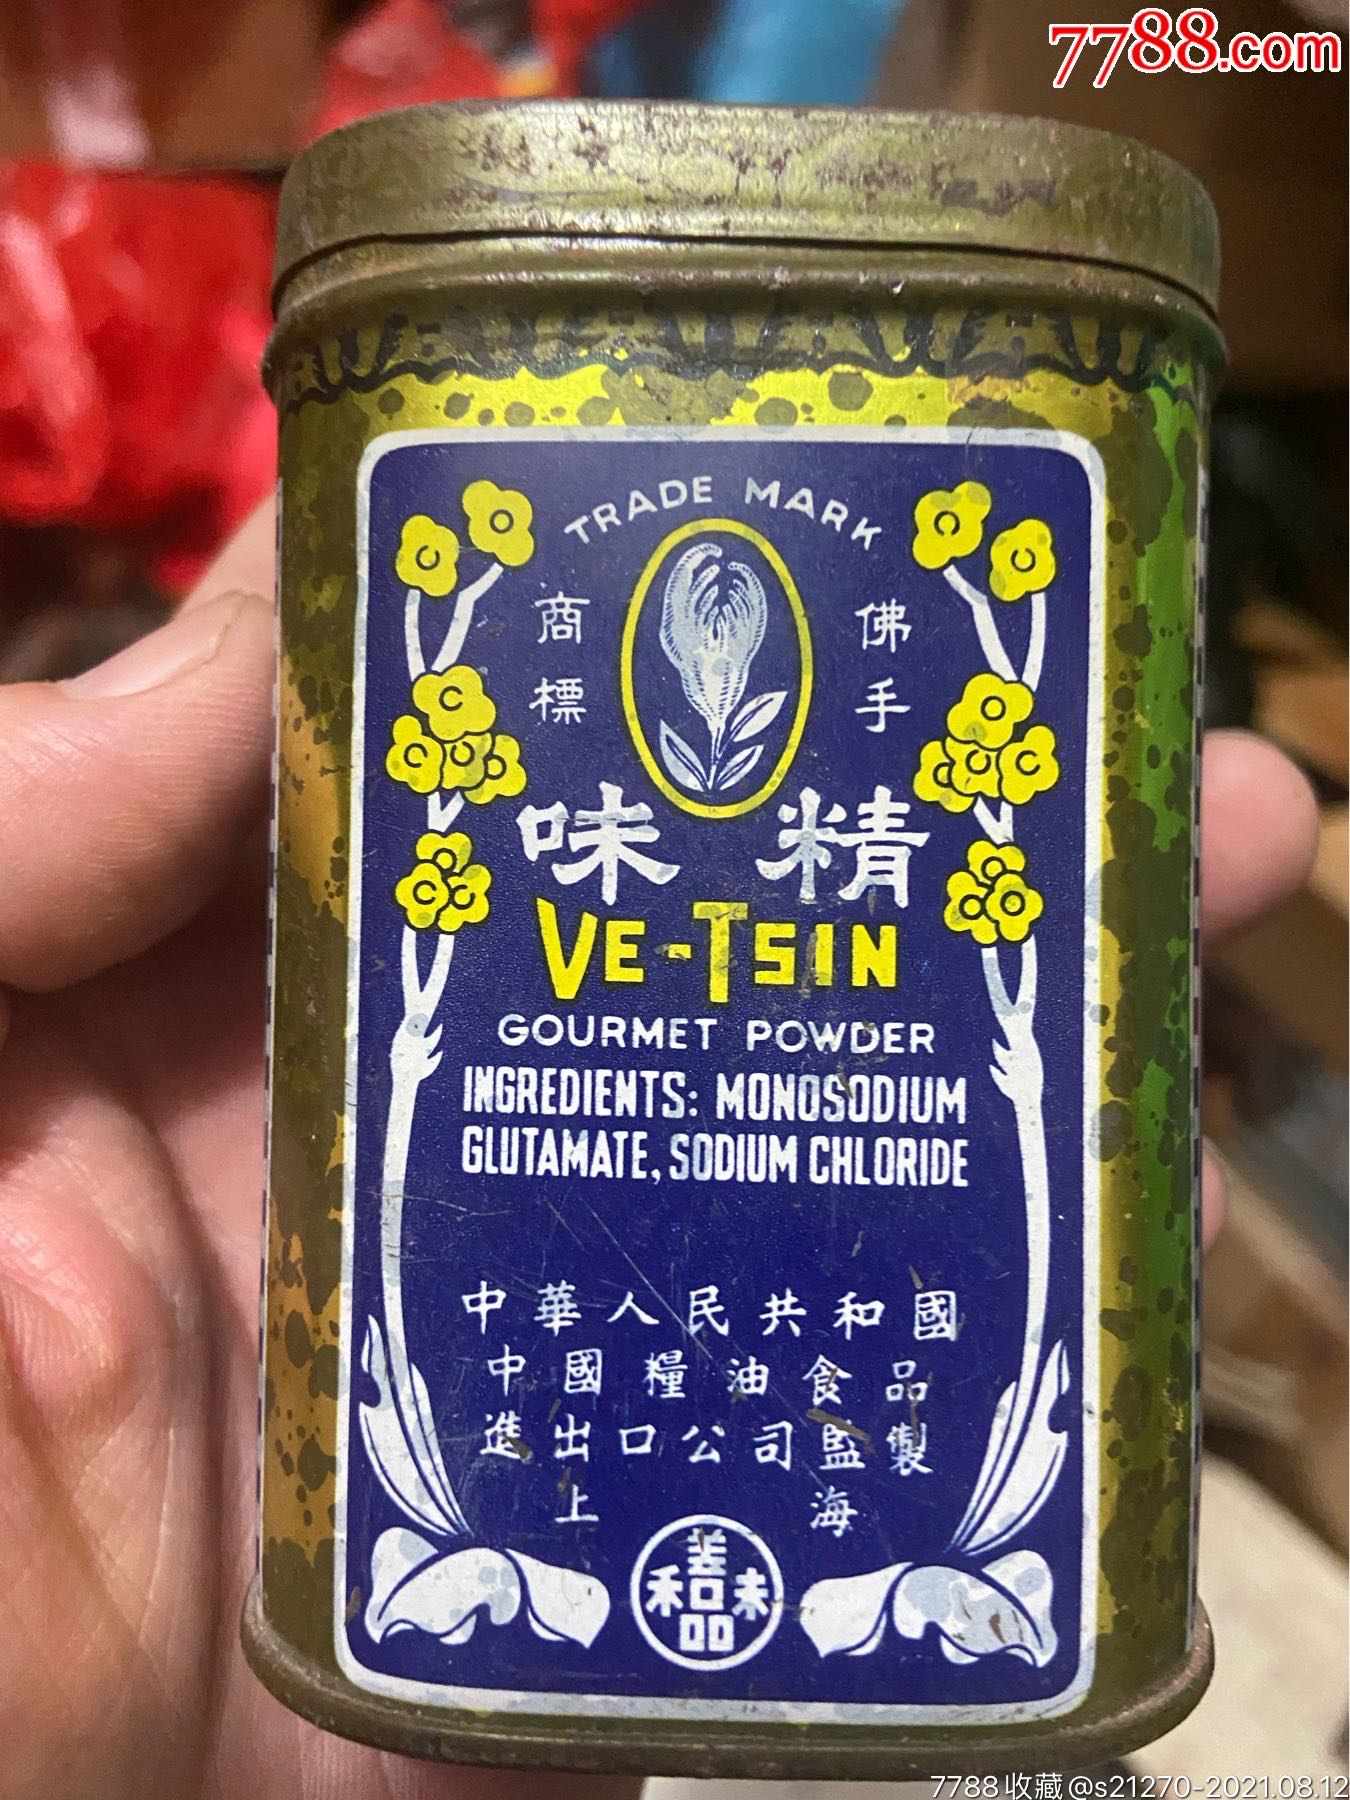 7788.com
TRADE MARK
商標
佛手
味精
VE-TSIN
GOURMET POWDER
INGREDIENTS: MONOSODIUM
GLUTAMATE, SODIUM CHLORIDE
中華人民共和國
中國糧油食品
進出口公司監製
上海
7788收藏@s21270-2021.08.12